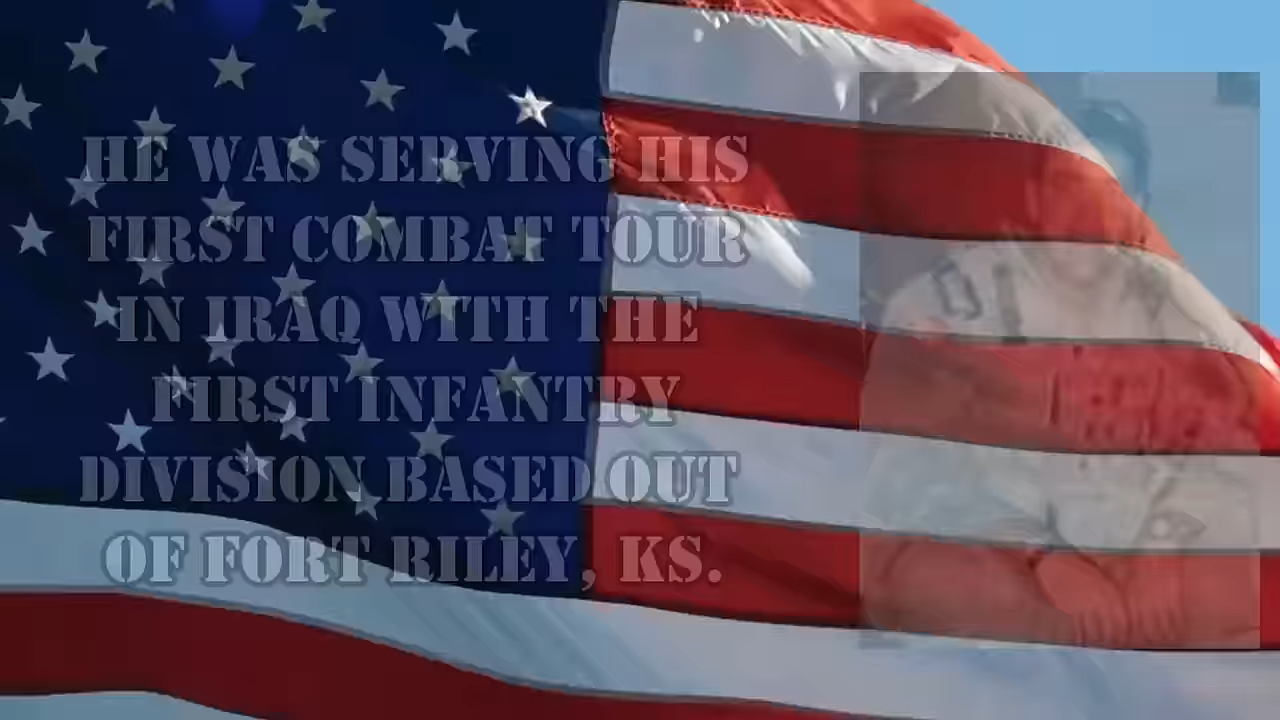 HE WAS SERVING HIS
FIRST COMBAT TOUR
IN IRAQ WITH THE
FIRST INFANTRY
DIVISION BASED OUT
OF FORT RILEY, KS.